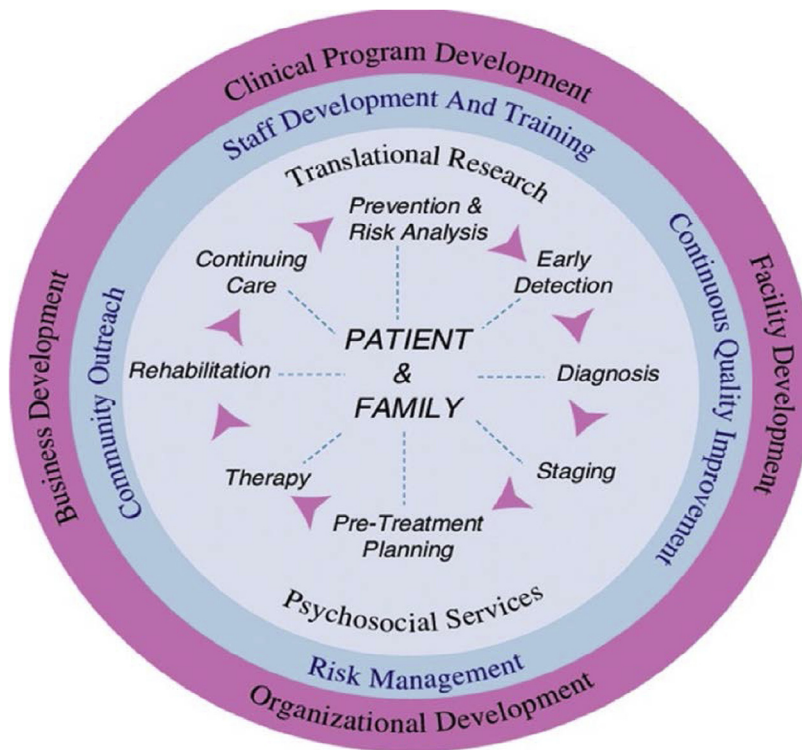 Clinical Program Development
Staff Development And Training
Translational Research
Prevention &
Risk Analysis
Continuing
Care
Early
Detection
PATIENT
&
FAMILY
Rehabilitation
Diagnosis
Therapy
Staging
Pre-Treatment
Planning
Psychosocial Services
Business Development
Community Outreach
Continuous Quality Improvement
Facility Development
Risk Management
Organizational Development